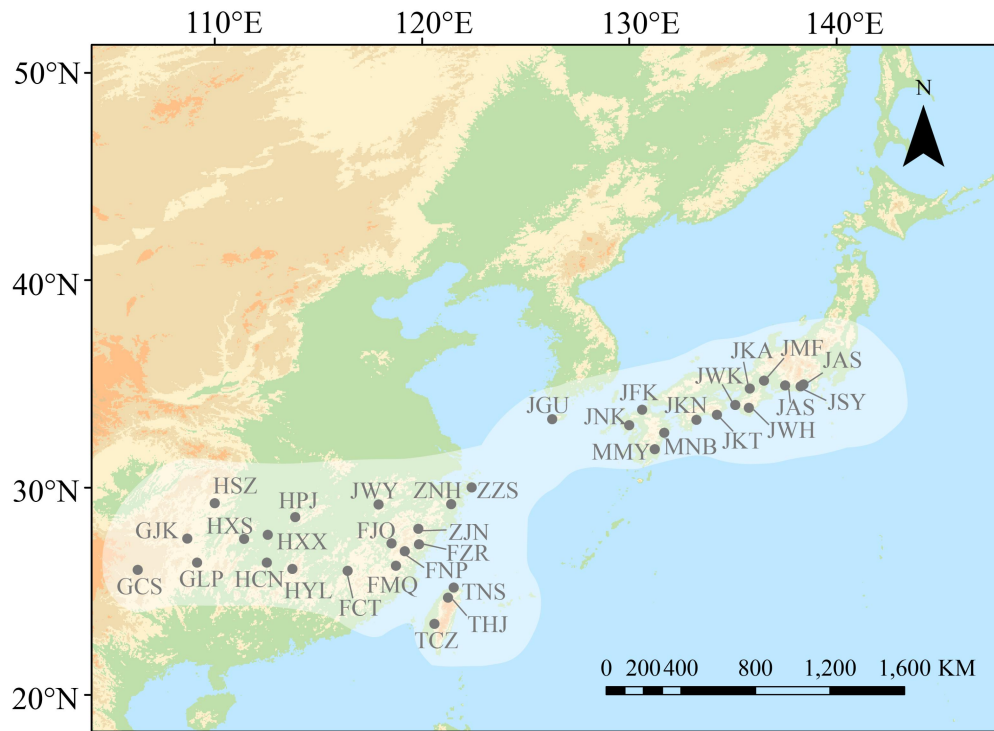 110°E 120°E 130°E 140°E
50°N
N
40°N
JKA JMF JAS
JFK JWK
JGU JNK JKN JAS JSY
MMY MNB JKT JWH
30°N
HSZ HPJ JWY ZNH ZZS
GJK HXS HXX FJQ ZJN
FZR
GCS GLP HCN HYL FMQ FNP
FCT TNS
THJ
TCZ
20°N
0 200 400 800 1,200 1,600 KM